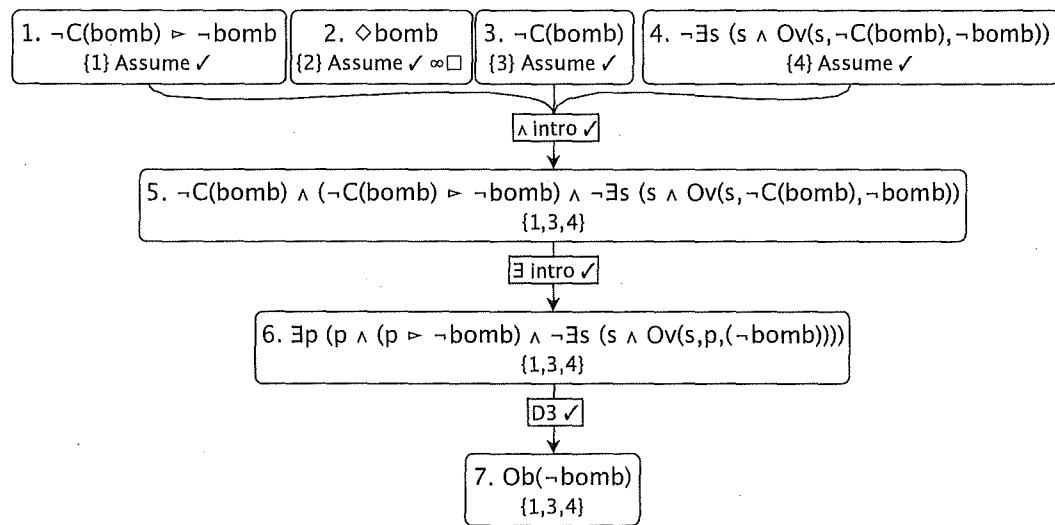 1. ¬C(bomb) ▻ ¬bomb
{1} Assume ✓
2. ◇bomb
{2} Assume ✓ ∞□
3. ¬C(bomb)
{3} Assume ✓
4. ¬∃s (s ∧ Ov(s,¬C(bomb),¬bomb))
{4} Assume ✓
∧ intro ✓
5. ¬C(bomb) ∧ (¬C(bomb) ▻ ¬bomb) ∧ ¬∃s (s ∧ Ov(s,¬C(bomb),¬bomb))
{1,3,4}
∃ intro ✓
6. ∃p (p ∧ (p ▻ ¬bomb) ∧ ¬∃s (s ∧ Ov(s,p,(¬bomb))))
{1,3,4}
D3 ✓
7. Ob(¬bomb)
{1,3,4}